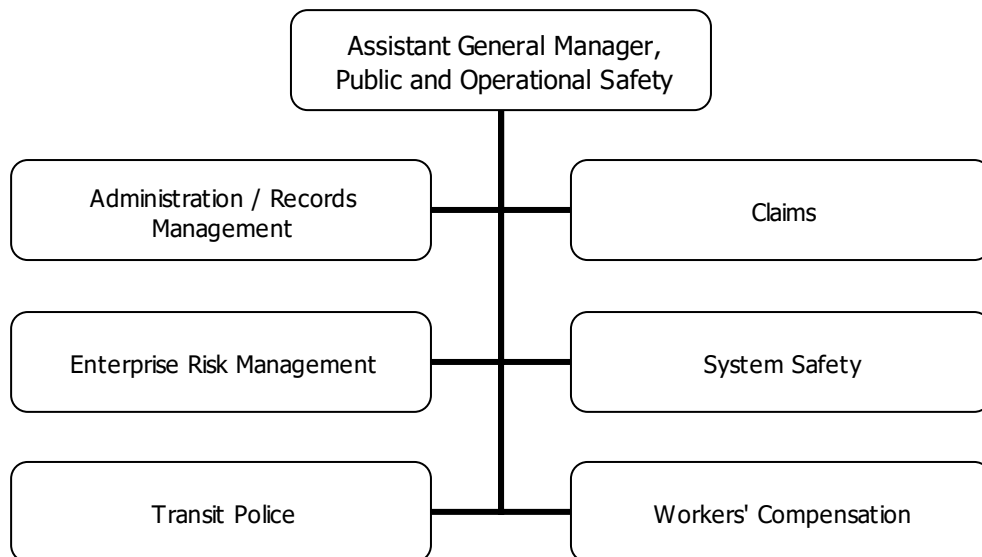 Assistant General Manager,
Public and Operational Safety
Administration / Records
Management
Claims
Enterprise Risk Management
System Safety
Transit Police
Workers' Compensation